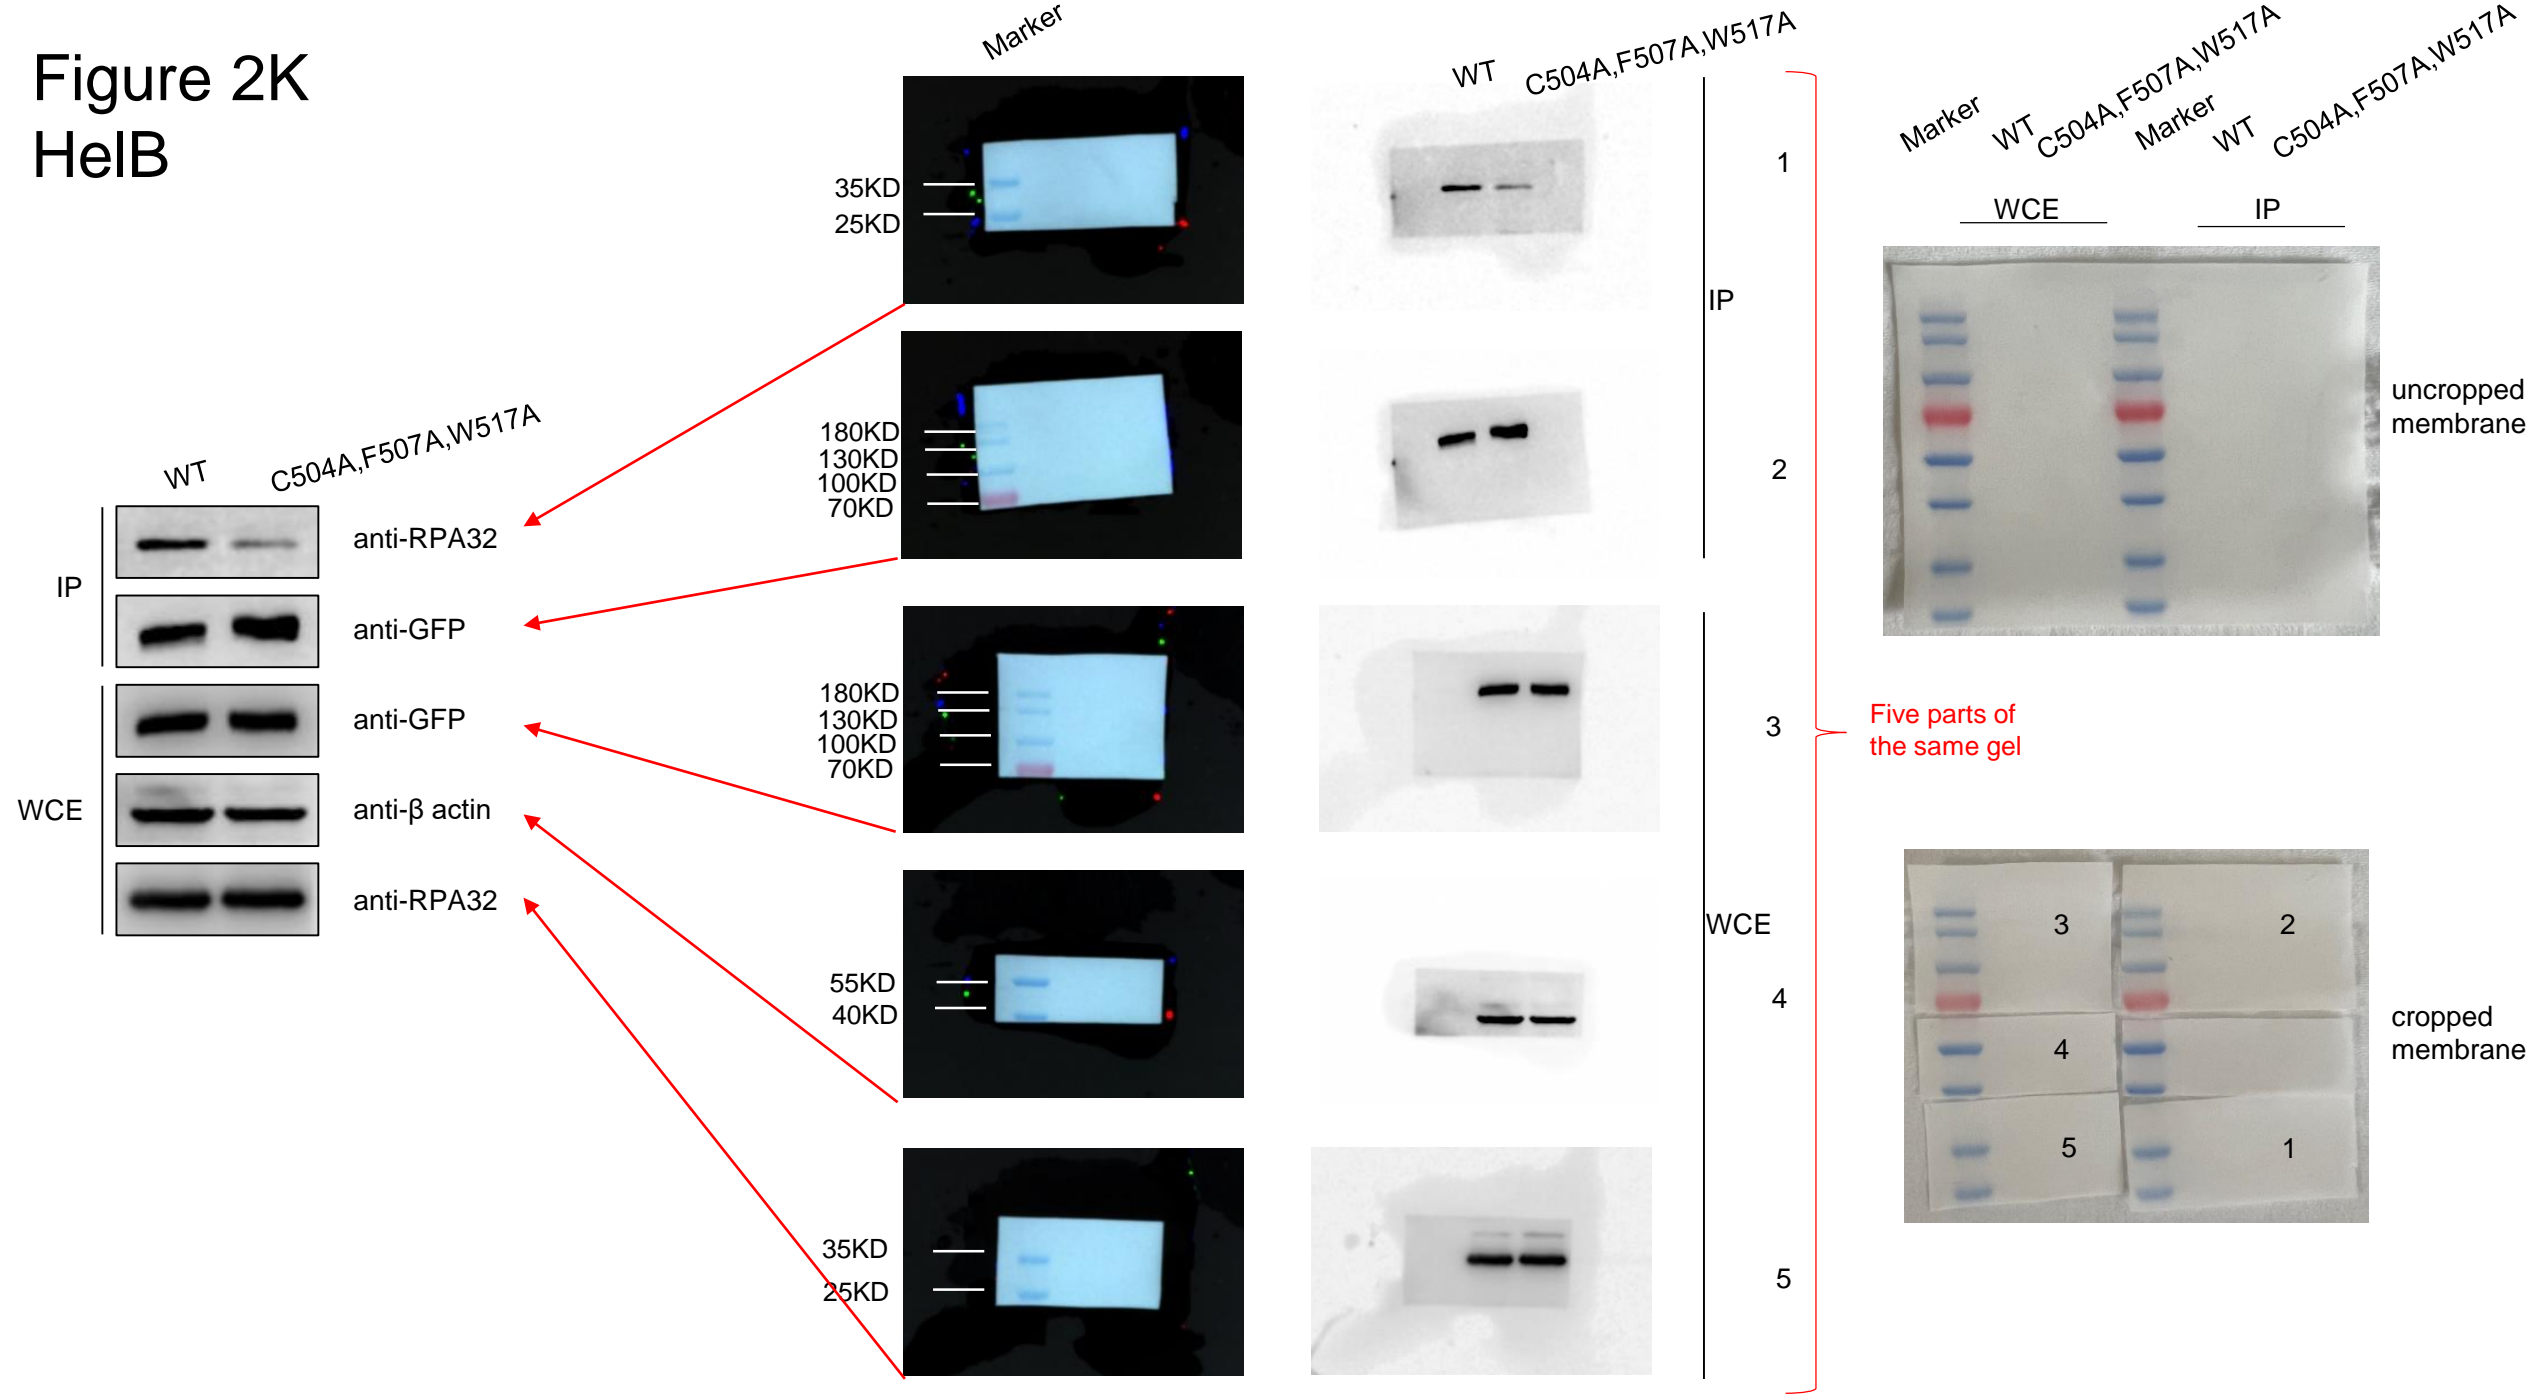 Figure 2K
HelB
WT
C504A,F507A,W517A
IP
anti-RPA32
anti-GFP
WCE
anti-GFP
anti-β actin
anti-RPA32
Marker
35KD
25KD
180KD
130KD
100KD
70KD
180KD
130KD
100KD
70KD
55KD
40KD
35KD
25KD
WT
C504A,F507A,W517A
IP
WCE
1
2
3
4
5
Five parts of
the same gel
Marker
WT
C504A,F507A,W517A
Marker
WT
C504A,F507A,W517A
WCE
IP
uncropped
membrane
3
2
4
5
1
cropped
membrane